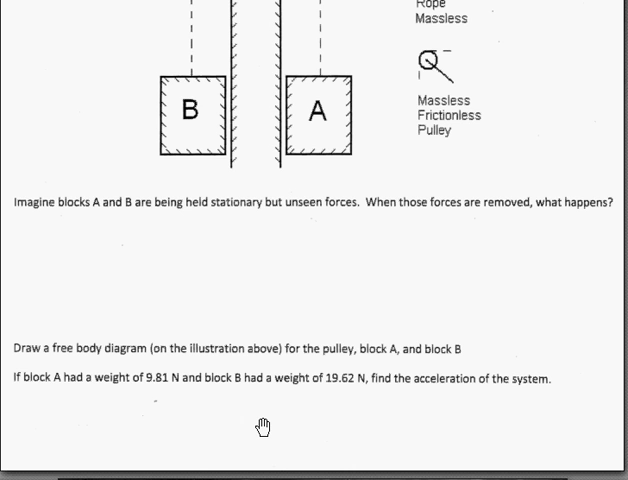 Rope
Massless
B
A
Massless
Frictionless
Pulley
Imagine blocks A and B are being held stationary but unseen forces. When those forces are removed, what happens?
Draw a free body diagram (on the illustration above) for the pulley, block A, and block B
If block A had a weight of 9.81 N and block B had a weight of 19.62 N, find the acceleration of the system.